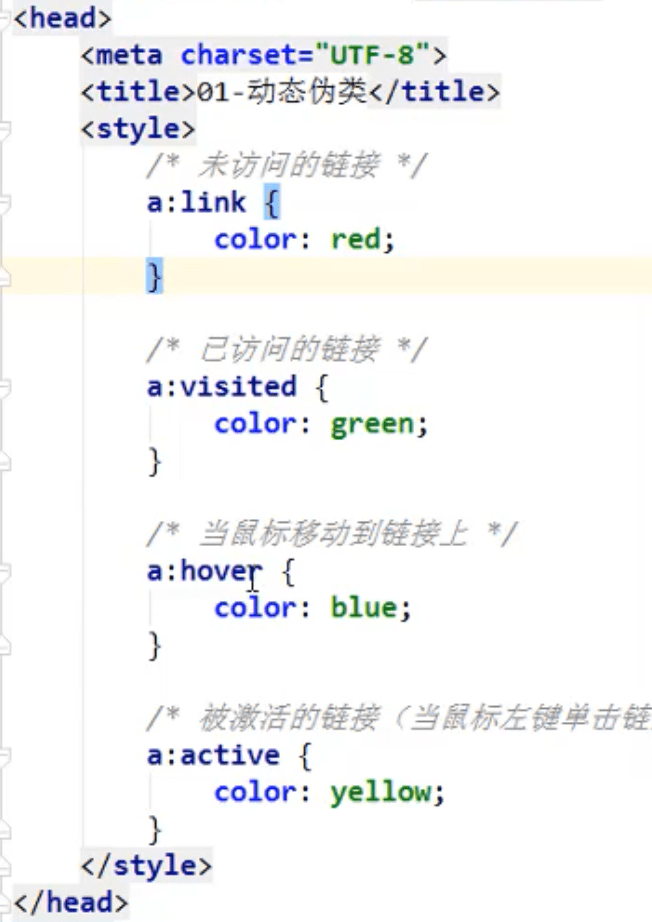 <head>
<meta charset="UTF-8">
<title>01-动态伪类</title>
<style>
/* 未访问的链接 */
a:link {
color: red;
}
/* 已访问的链接 */
a:visited {
color: green;
}
/* 当鼠标移动到链接上 */
a:hover {
color: blue;
}
/* 被激活的链接（当鼠标左键单击链
a:active {
color: yellow;
}
</style>
</head>